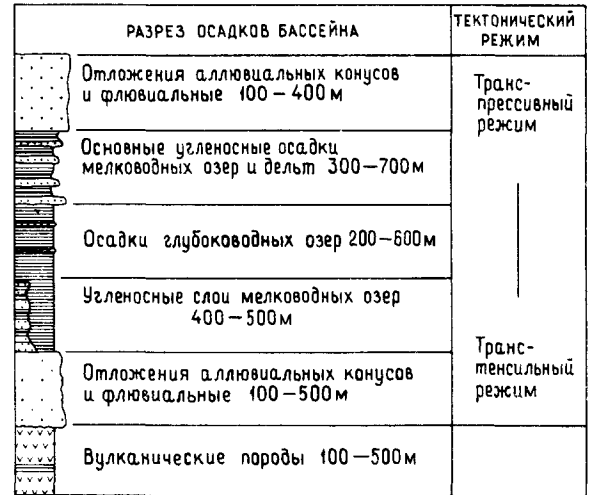 РАЗРЕЗ ОСАДКОВ БАССЕЙНА
ТЕКТОНИЧЕСКИЙ
РЕЖИМ
Отложения аллювиальных конусов
и флювиальные 100–400 м
Основные угленосные осадки
мелководных озер и дельт 300–700 м
Осадки глубоководных озер 200–600 м
Угленосные слои мелководных озер
400–500 м
Отложения аллювиальных конусов
и флювиальные 100–500 м
Вулканические породы 100–500 м
Транс-
прессивный
режим
Транс-
тенсильный
режим